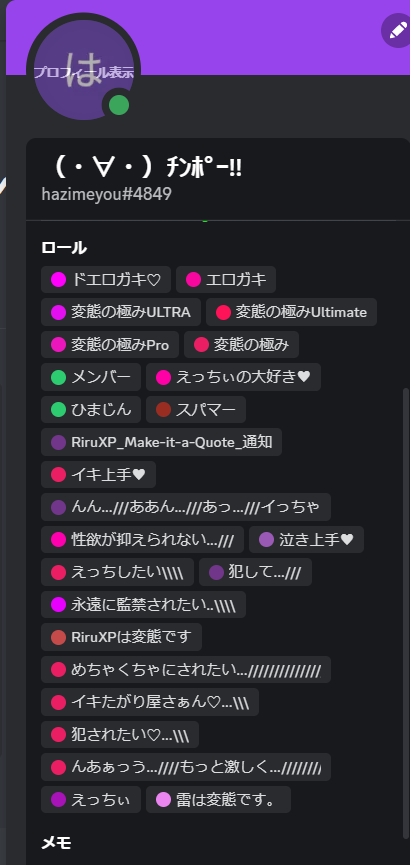 は
プロフィール表示
（・∀・）ﾁﾝﾎﾟｰ!!
hazimeyou#4849
ロール
ドエロガキ♡ エロガキ
変態の極みULTRA 変態の極みUltimate
変態の極みPro 変態の極み
メンバー えっちぃの大好き♥
ひまじん スパマー
RiruXP_Make-it-a-Quote_通知
イキ上手♥
んん...///ああん...///あっ...///イっちゃ
性欲が抑えられない.../// 泣き上手♥
えっちしたい\\\\ 犯して...///
永遠に監禁されたい..\\\\
RiruXPは変態です
めちゃくちゃにされたい...//////////////
イキたがり屋さぁん♡...\\\
犯されたい♡...\\\
んあぁっう...////もっと激しく...////////
えっちぃ 雷は変態です。
メモ